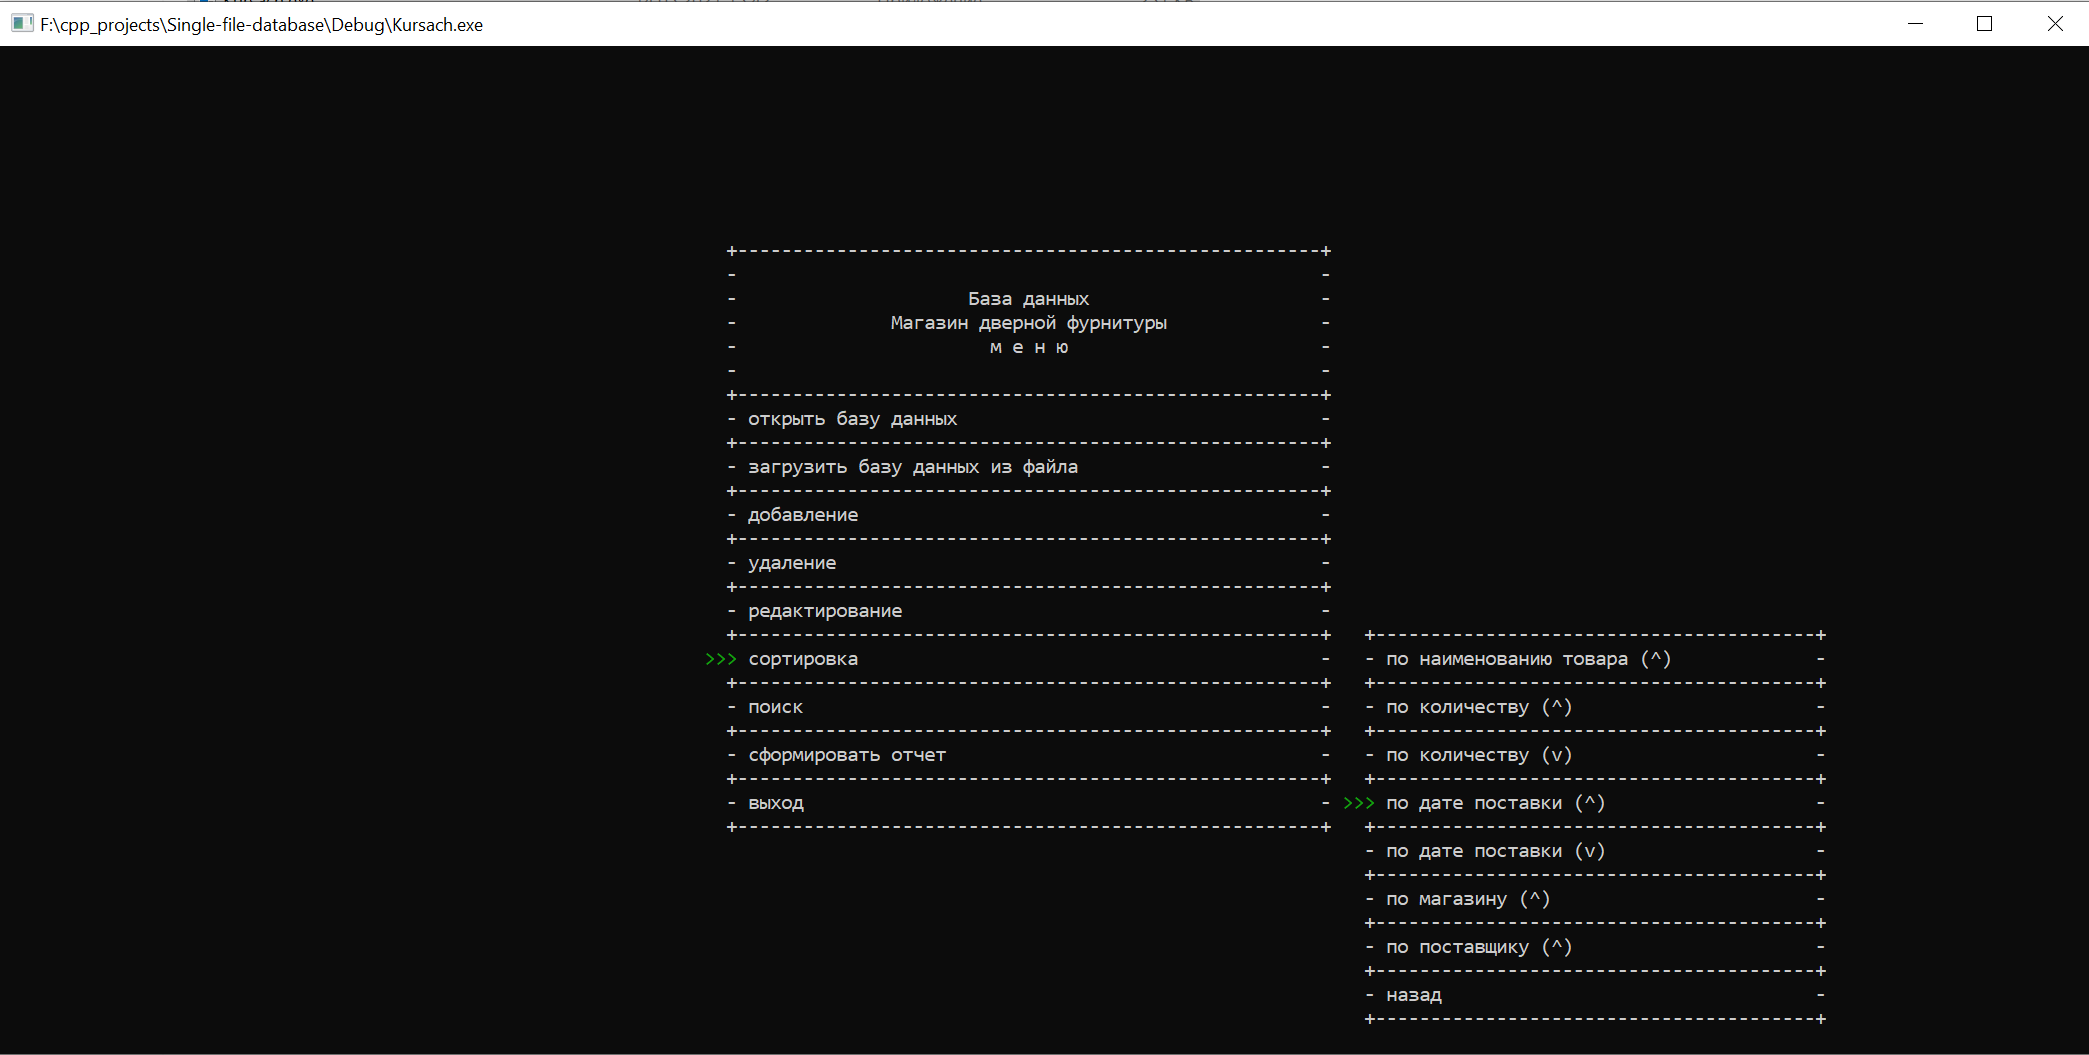 F:\cpp_projects\Single-file-database\Debug\Kursach.exe
База данных
Магазин дверной фурнитуры
м е н ю
- открыть базу данных -
- загрузить базу данных из файла -
- добавление -
- удаление -
- редактирование -
>>> сортировка -
- поиск -
- сформировать отчет -
- выход -
- по наименованию товара (^) -
- по количеству (^) -
- по количеству (v) -
>>> по дате поставки (^) -
- по дате поставки (v) -
- по магазину (^) -
- по поставщику (^) -
- назад -